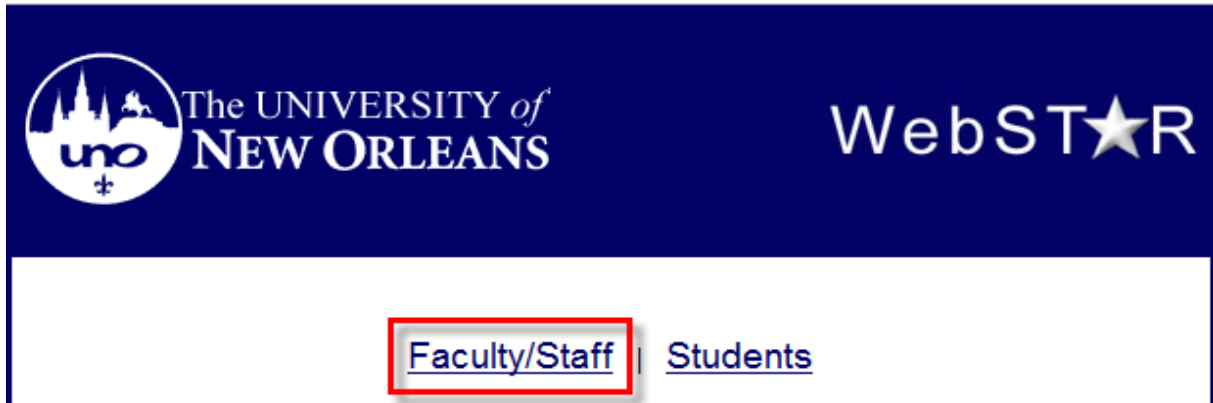 The UNIVERSITY of
NEW ORLEANS
uno
WebST★R
Faculty/Staff | Students